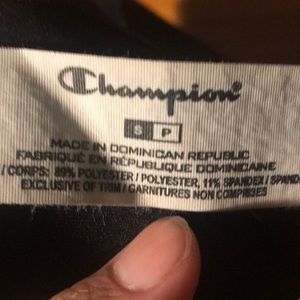 Champion
S P
MADE IN DOMINICAN REPUBLIC
FABRIQUÉ EN RÉPUBLIQUE DOMINICAINE
/ CORPS: 89% POLYESTER / POLYESTER, 11% SPANDEX / SPAND
EXCLUSIVE OF TRIM / GARNITURES NON COMPRISES